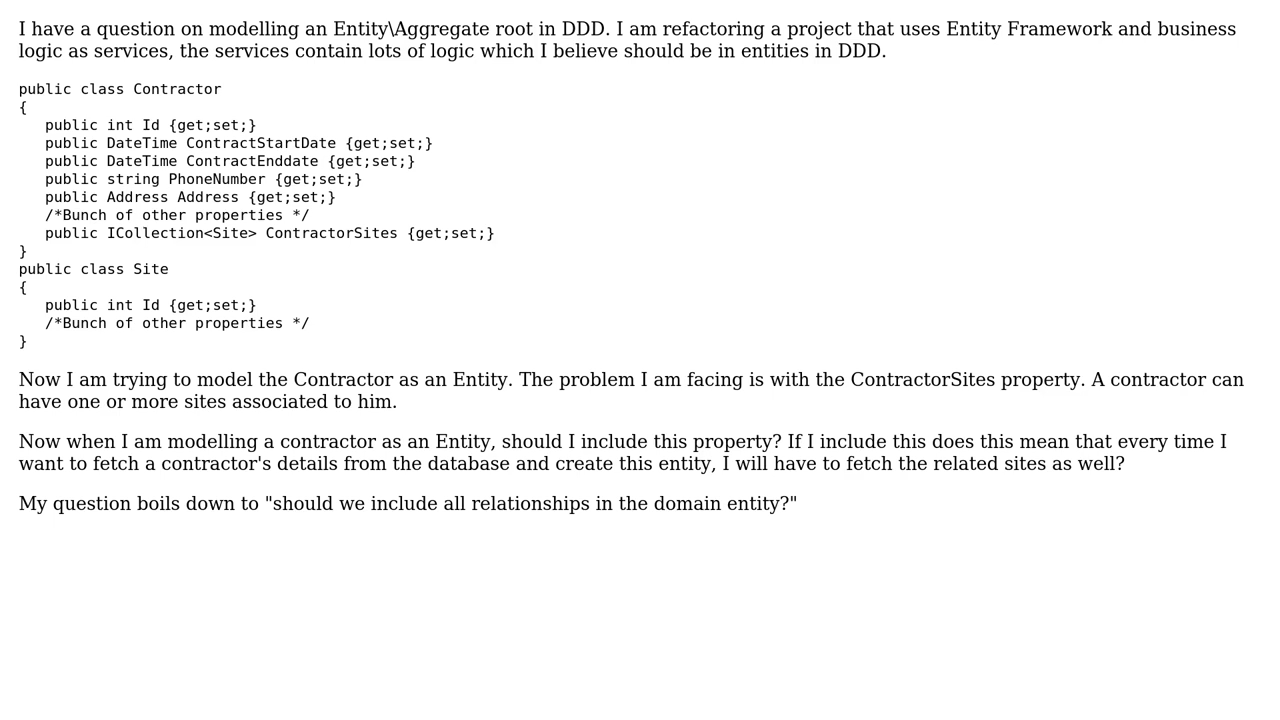 I have a question on modelling an Entity\Aggregate root in DDD. I am refactoring a project that uses Entity Framework and business
logic as services, the services contain lots of logic which I believe should be in entities in DDD.
public class Contractor
{
   public int Id {get;set;}
   public DateTime ContractStartDate {get;set;}
   public DateTime ContractEnddate {get;set;}
   public string PhoneNumber {get;set;}
   public Address Address {get;set;}
   /*Bunch of other properties */
   public ICollection<Site> ContractorSites {get;set;}
}
public class Site
{
   public int Id {get;set;}
   /*Bunch of other properties */
}
Now I am trying to model the Contractor as an Entity. The problem I am facing is with the ContractorSites property. A contractor can
have one or more sites associated to him.
Now when I am modelling a contractor as an Entity, should I include this property? If I include this does this mean that every time I
want to fetch a contractor's details from the database and create this entity, I will have to fetch the related sites as well?
My question boils down to "should we include all relationships in the domain entity?"